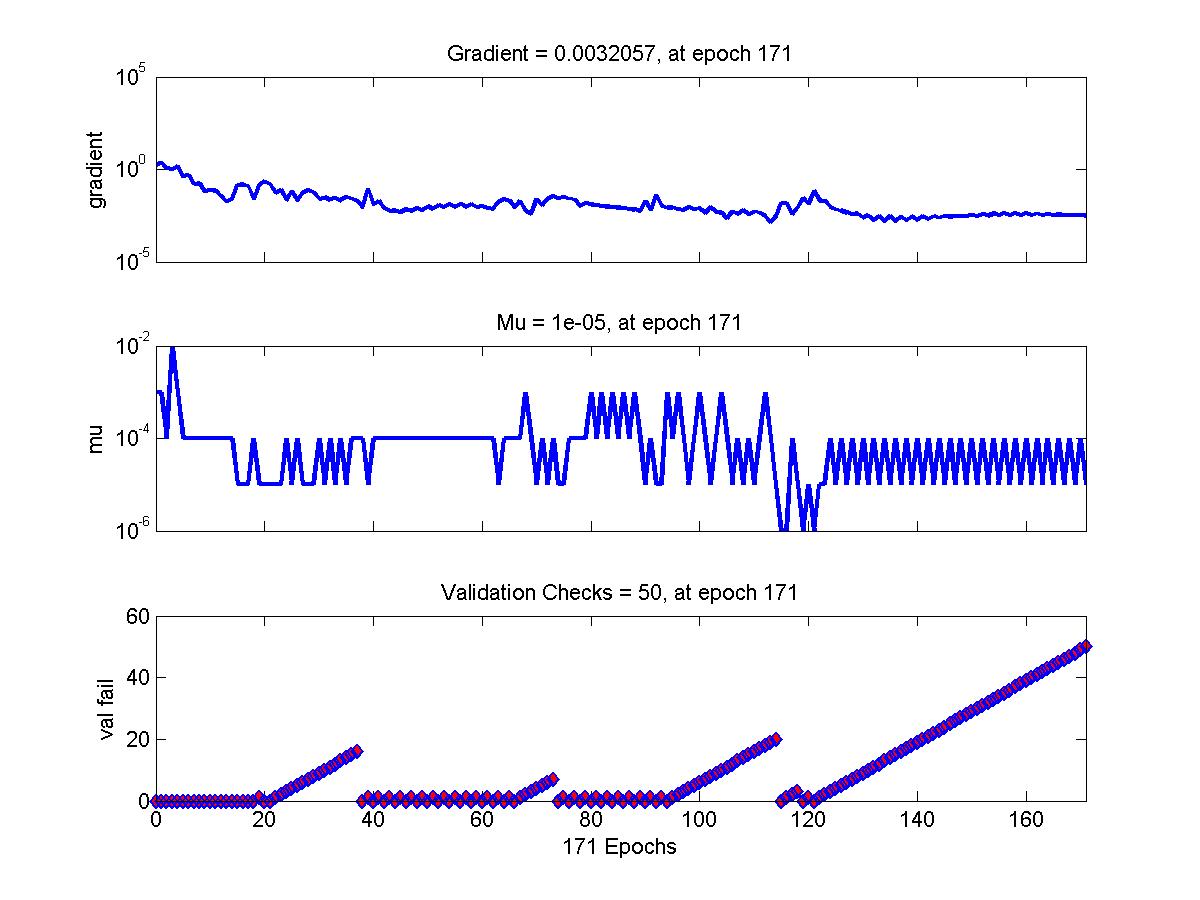 Gradient = 0.0032057, at epoch 171
10^5
10^0
10^-5
gradient
Mu = 1e-05, at epoch 171
10^-2
10^-4
10^-6
mu
Validation Checks = 50, at epoch 171
60
40
20
0
val fail
0 20 40 60 80 100 120 140 160
171 Epochs